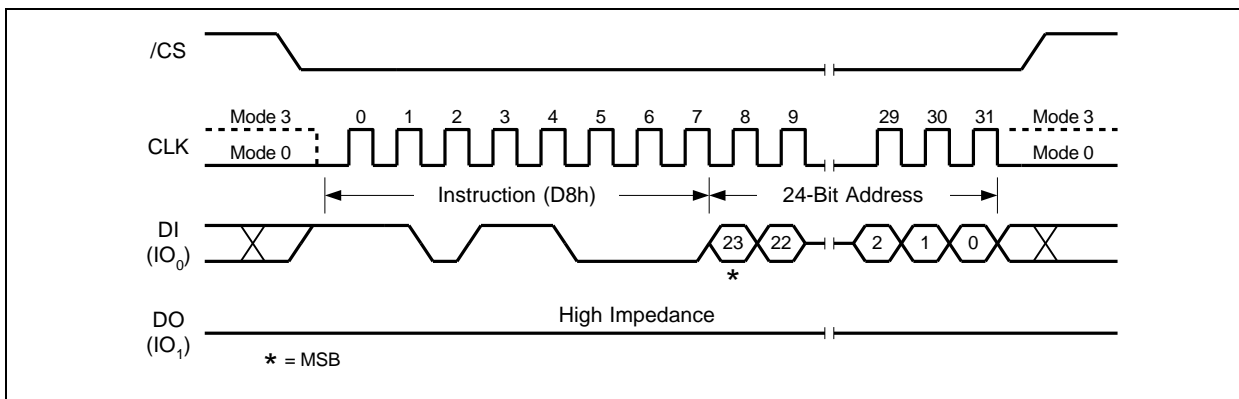 /CS
Mode 3 0 1 2 3 4 5 6 7 8 9 29 30 31 Mode 3
CLK
Mode 0 Mode 0
Instruction (D8h) 24-Bit Address
DI
(IO0)
23 22 2 1 0
*
DO
(IO1)
High Impedance
* = MSB